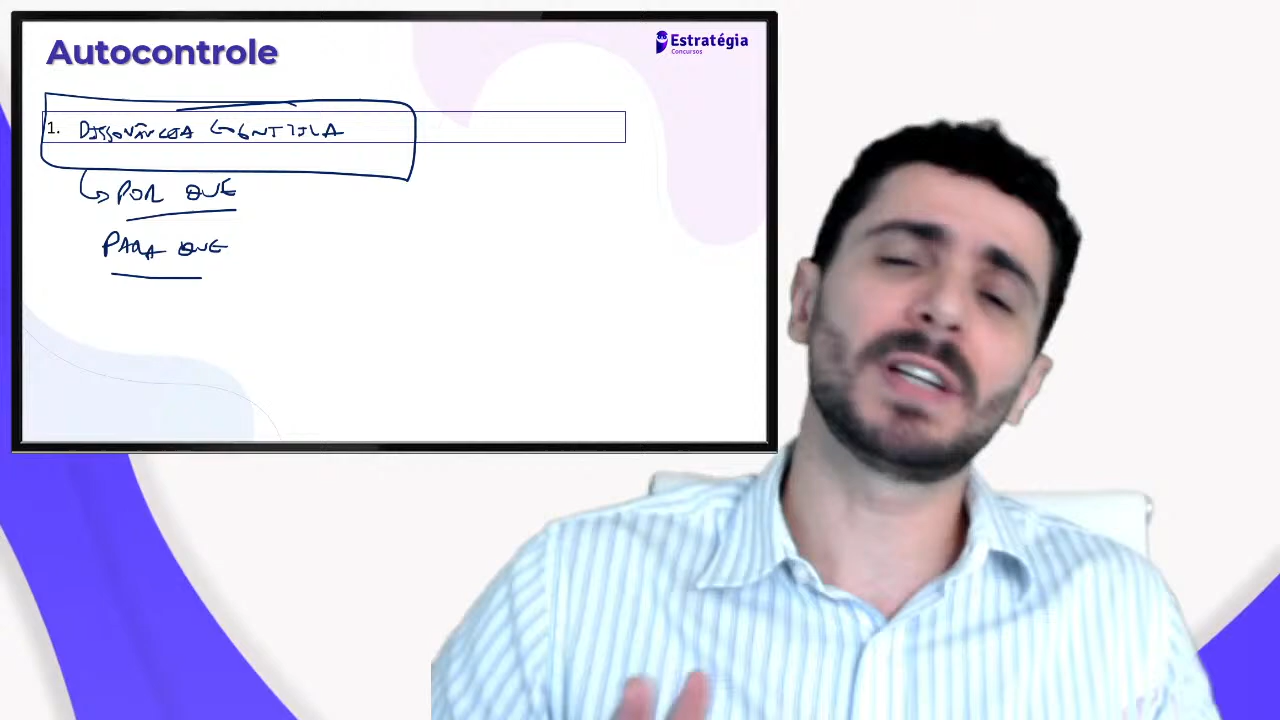 Autocontrole
Estratégia
Concursos
1. DISSONÂNCIA COGNITIVA
POR QUE
PARA QUE